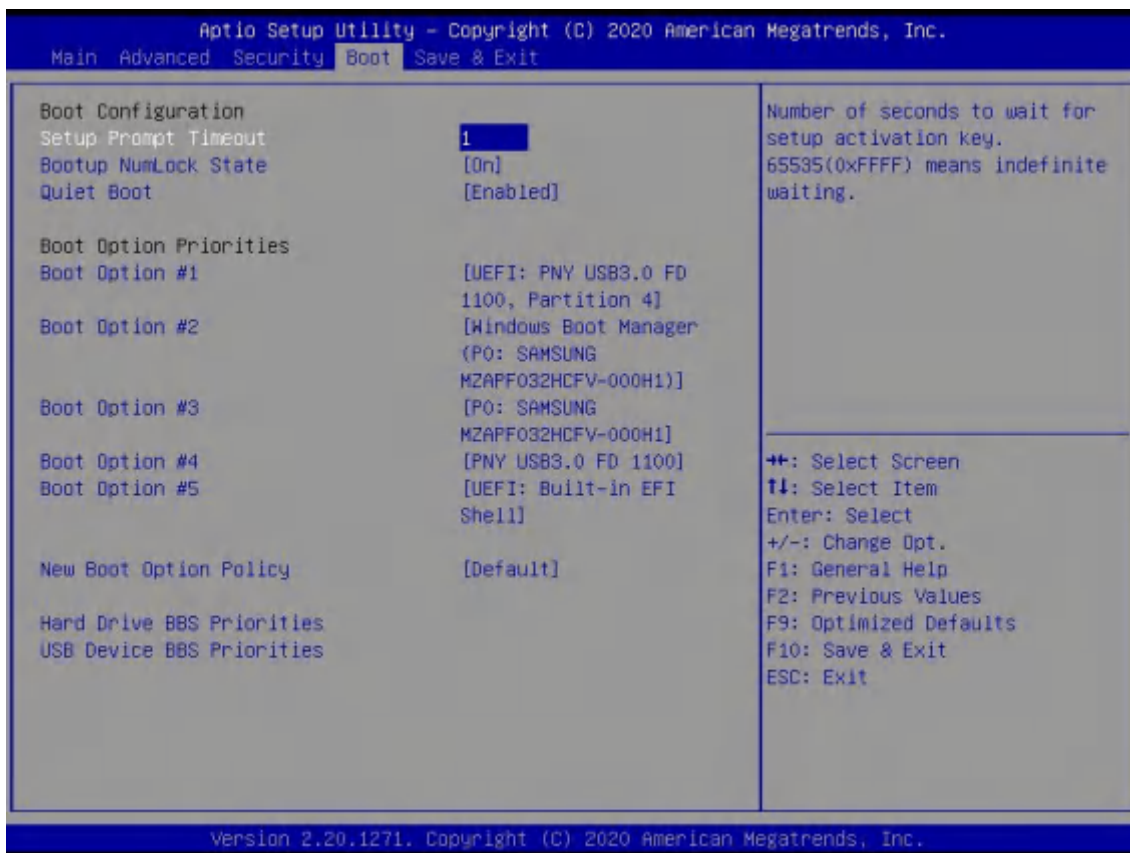 Aptio Setup Utility – Copyright (C) 2020 American Megatrends, Inc.
Main Advanced Security Boot Save & Exit
Boot Configuration
Setup Prompt Timeout 1
Bootup NumLock State [On]
Quiet Boot [Enabled]
Boot Option Priorities
Boot Option #1 [UEFI: PNY USB3.0 FD
1100, Partition 4]
Boot Option #2 [Windows Boot Manager
(PO: SAMSUNG
MZAPF032HCFV-000H1)]
Boot Option #3 [PO: SAMSUNG
MZAPF032HCFV-000H1]
Boot Option #4 [PNY USB3.0 FD 1100]
Boot Option #5 [UEFI: Built-in EFI
Shell]
New Boot Option Policy [Default]
Hard Drive BBS Priorities
USB Device BBS Priorities
Number of seconds to wait for
setup activation key.
65535(0xFFFF) means indefinite
waiting.
→←: Select Screen
↑↓: Select Item
Enter: Select
+/-: Change Opt.
F1: General Help
F2: Previous Values
F9: Optimized Defaults
F10: Save & Exit
ESC: Exit
Version 2.20.1271. Copyright (C) 2020 American Megatrends, Inc.